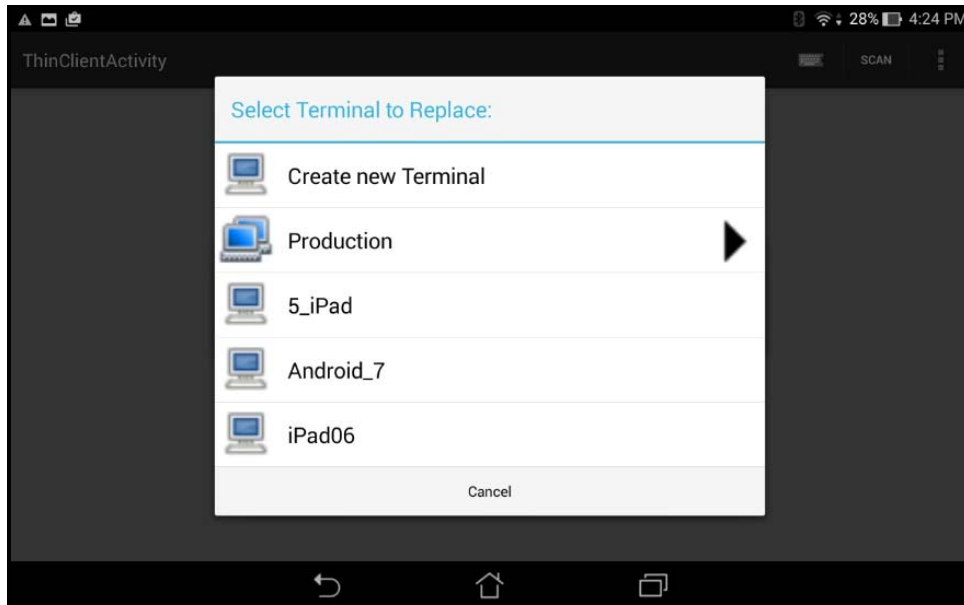 28% 4:24 PM
ThinClientActivity SCAN
Select Terminal to Replace:
Create new Terminal
Production
5_iPad
Android_7
iPad06
Cancel